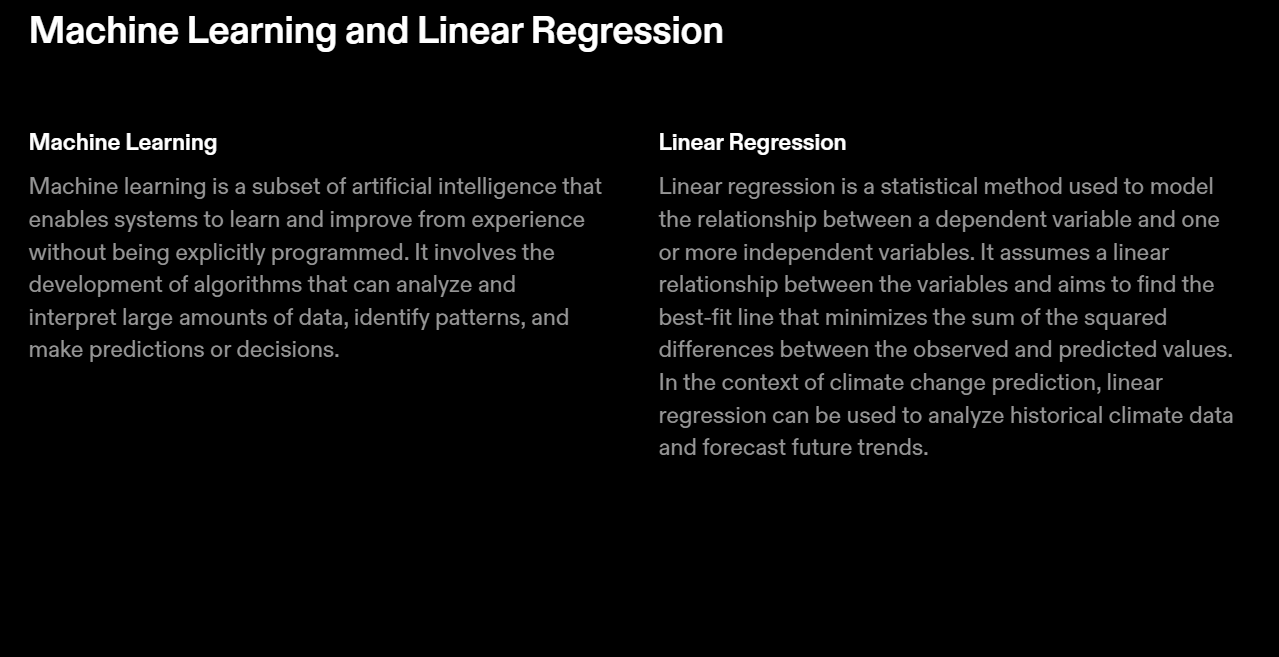 Machine Learning and Linear Regression
Machine Learning
Machine learning is a subset of artificial intelligence that
enables systems to learn and improve from experience
without being explicitly programmed. It involves the
development of algorithms that can analyze and
interpret large amounts of data, identify patterns, and
make predictions or decisions.
Linear Regression
Linear regression is a statistical method used to model
the relationship between a dependent variable and one
or more independent variables. It assumes a linear
relationship between the variables and aims to find the
best-fit line that minimizes the sum of the squared
differences between the observed and predicted values.
In the context of climate change prediction, linear
regression can be used to analyze historical climate data
and forecast future trends.